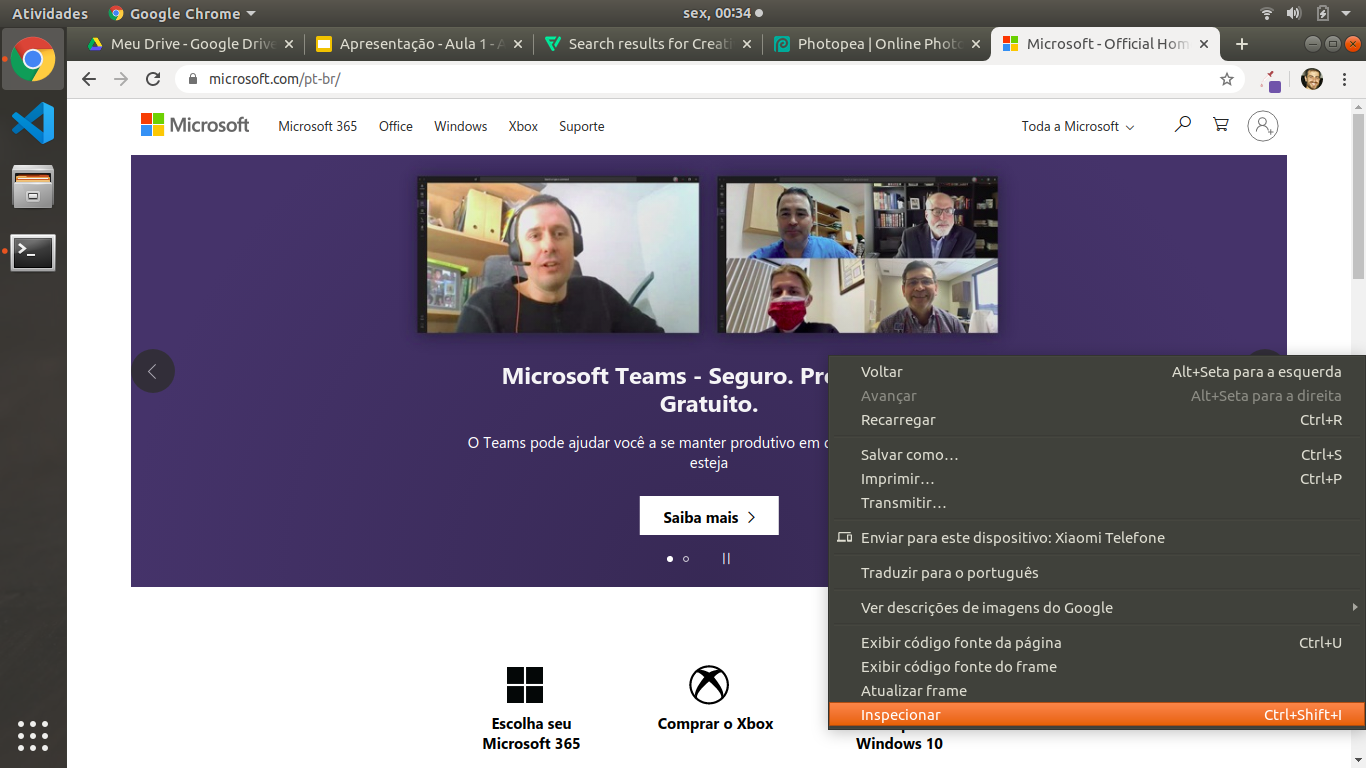 Atividades
Google Chrome
sex, 00:34
Meu Drive - Google Drive
Apresentação - Aula 1 - A
Search results for Creati
Photopea | Online Photo
Microsoft - Official Hom
microsoft.com/pt-br/
Microsoft
Microsoft 365
Office
Windows
Xbox
Suporte
Toda a Microsoft
Microsoft Teams - Seguro. Pr
Gratuito.
O Teams pode ajudar você a se manter produtivo em
esteja
Saiba mais
Voltar Alt+Seta para a esquerda
Avançar Alt+Seta para a direita
Recarregar Ctrl+R
Salvar como… Ctrl+S
Imprimir… Ctrl+P
Transmitir…
Enviar para este dispositivo: Xiaomi Telefone
Traduzir para o português
Ver descrições de imagens do Google
Exibir código fonte da página Ctrl+U
Exibir código fonte do frame
Atualizar frame
Inspecionar Ctrl+Shift+I
Escolha seu
Microsoft 365
Comprar o Xbox
Windows 10